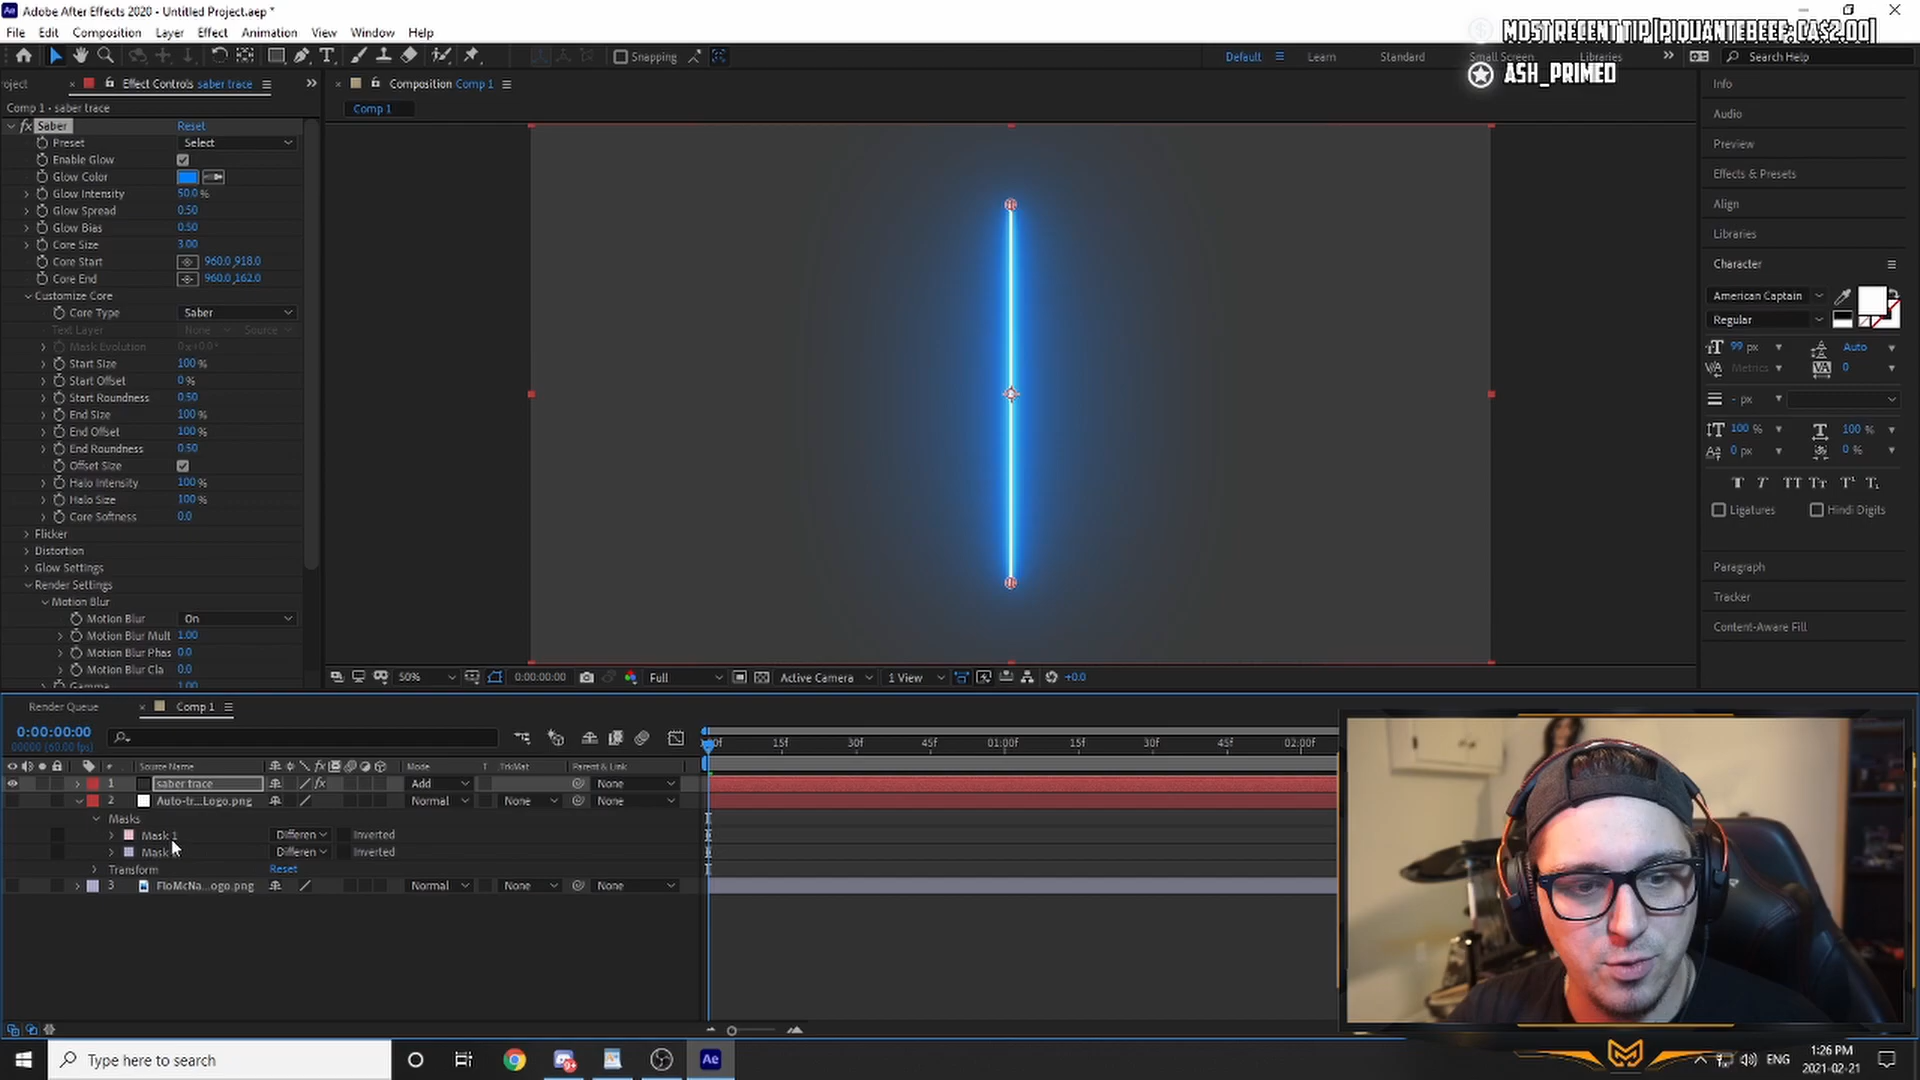 Adobe After Effects 2020 - Untitled Project.aep *
File Edit Composition Layer Effect Animation View Window Help
MOST RECENT TIP [PIQUANTEBEEF: CA$2.00]
ASH_PRIMED
Snapping
Default Learn Standard Small Screen Libraries Search Help
oject Effect Controls saber trace
Composition Comp 1
Comp 1 • saber trace
Comp 1
Saber Reset
Preset Select
Enable Glow
Glow Color
Glow Intensity 50.0 %
Glow Spread 0.50
Glow Bias 0.50
Core Size 3.00
Core Start 960.0,918.0
Core End 960.0,162.0
Customize Core
Core Type Saber
Text Layer None Source
Mask Evolution 0x+0.0°
Start Size 100 %
Start Offset 0 %
Start Roundness 0.50
End Size 100 %
End Offset 100 %
End Roundness 0.50
Offset Size
Halo Intensity 100 %
Halo Size 100 %
Core Softness 0.0
Flicker
Distortion
Glow Settings
Render Settings
Motion Blur
Motion Blur On
Motion Blur Mult 1.00
Motion Blur Phas 0.0
Motion Blur Cla 0.0
Gamma 1.00
50% 0:00:00:00 Full Active Camera 1 View +0.0
Info
Audio
Preview
Effects & Presets
Align
Libraries
Character
American Captain
Regular
99 px Auto
Metrics 0
- px
100 % 100 %
0 px 0 %
Ligatures Hindi Digits
Paragraph
Tracker
Content-Aware Fill
Render Queue Comp 1
0:00:00:00
00000 (60.00 fps)
# Source Name Mode T .TrkMat Parent & Link
:00f 15f 30f 45f 01:00f 15f 30f 45f 02:00f
1 saber trace Add None
2 Auto-tr...Logo.png Normal None None
Masks
Mask 1 Differen Inverted
Mask Differen Inverted
Transform Reset
3 FloMcNa...ogo.png Normal None None
Type here to search
Ae
ENG
1:26 PM
2021-02-21